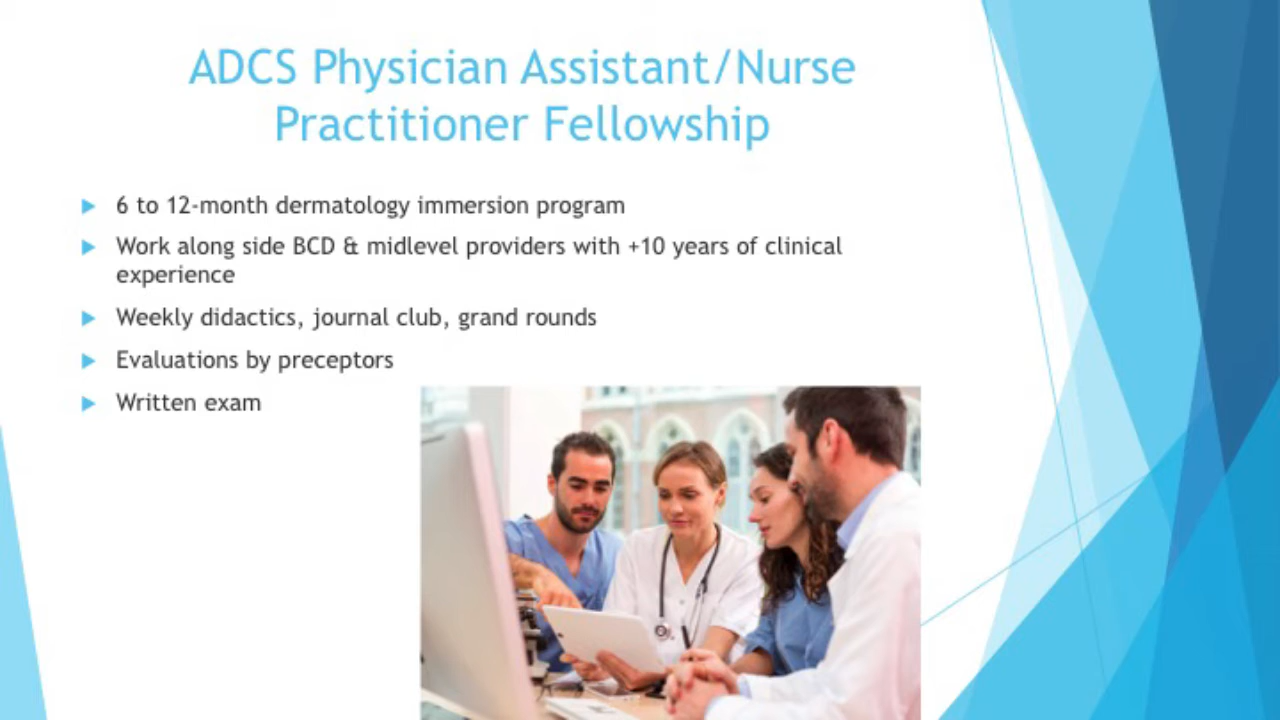 ADCS Physician Assistant/Nurse
Practitioner Fellowship
6 to 12-month dermatology immersion program
Work along side BCD & midlevel providers with +10 years of clinical
experience
Weekly didactics, journal club, grand rounds
Evaluations by preceptors
Written exam